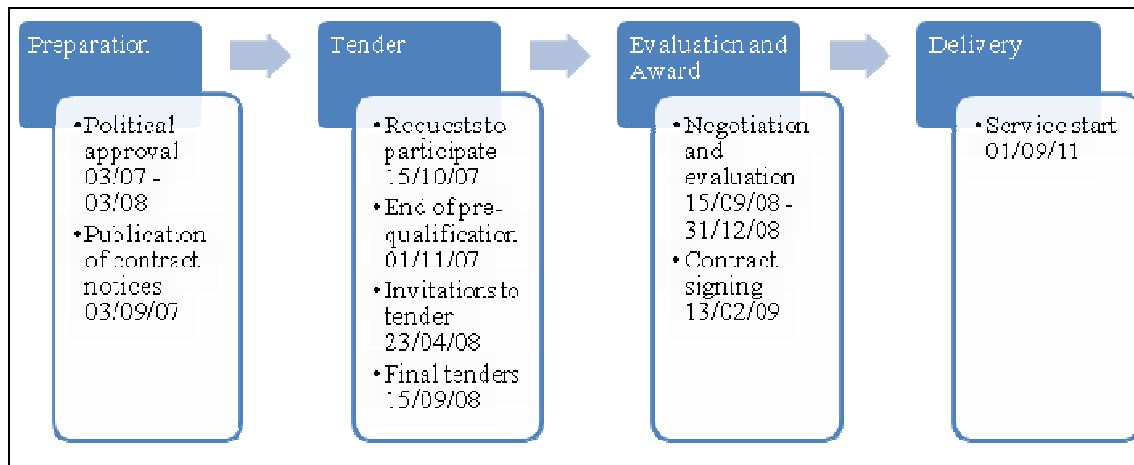 Preparation
•Political
approval
03/07 -
03/08
•Publication
of contract
notices
03/09/07
Tender
•Requests to
participate
15/10/07
•End of pre-
qualification
01/11/07
•Invitations to
tender
23/04/08
•Final tenders
15/09/08
Evaluation and
Award
•Negotiation
and
evaluation
15/09/08 -
31/12/08
•Contract
signing
13/02/09
Delivery
•Service start
01/09/11